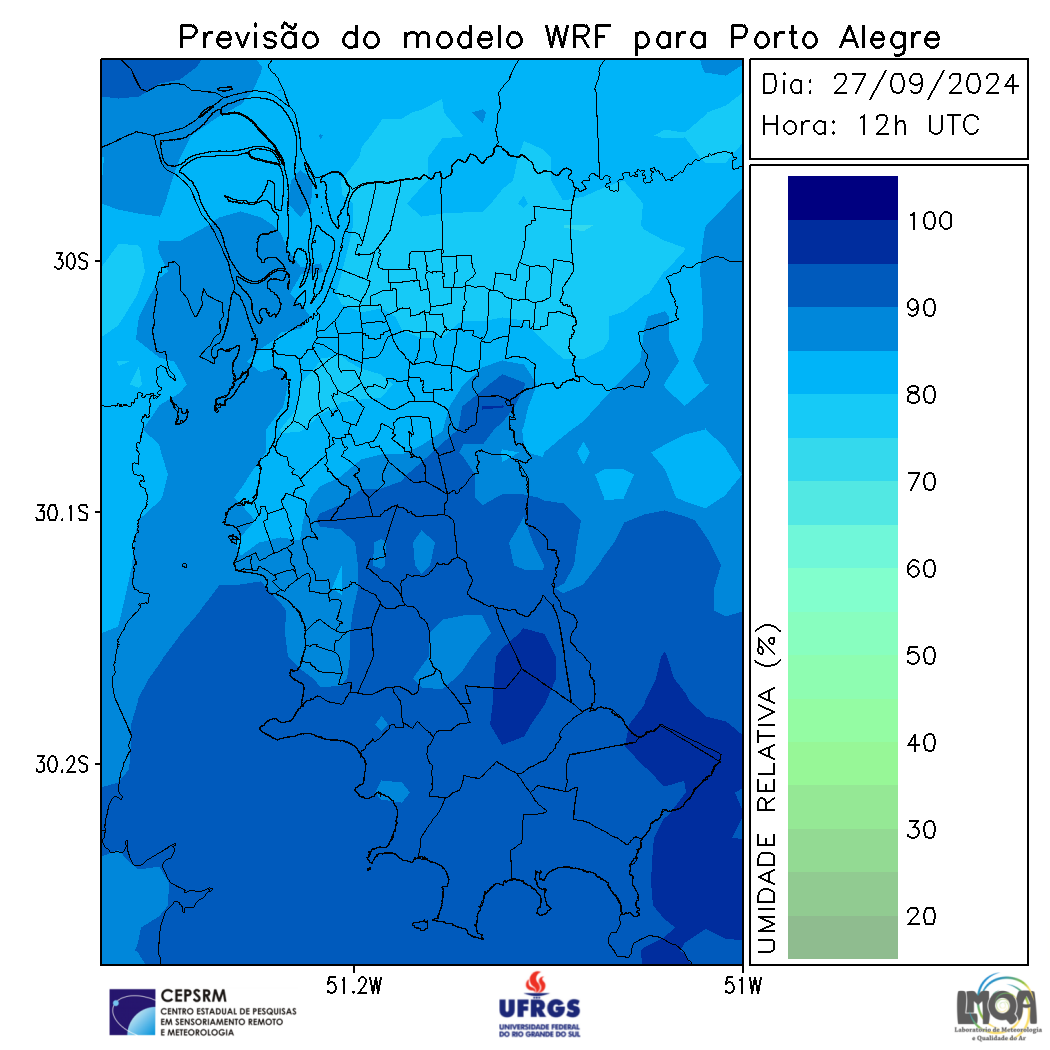 Previsão do modelo WRF para Porto Alegre
Dia: 27/09/2024
Hora: 12h UTC
30S
30.1S
30.2S
51.2W
51W
100
90
80
70
60
50
40
30
20
UMIDADE RELATIVA (%)
CEPSRM
CENTRO ESTADUAL DE PESQUISAS
EM SENSORIAMENTO REMOTO
E METEOROLOGIA
UFRGS
UNIVERSIDADE FEDERAL
DO RIO GRANDE DO SUL
LMQA
Laboratório de Meteorologia
e Qualidade do Ar